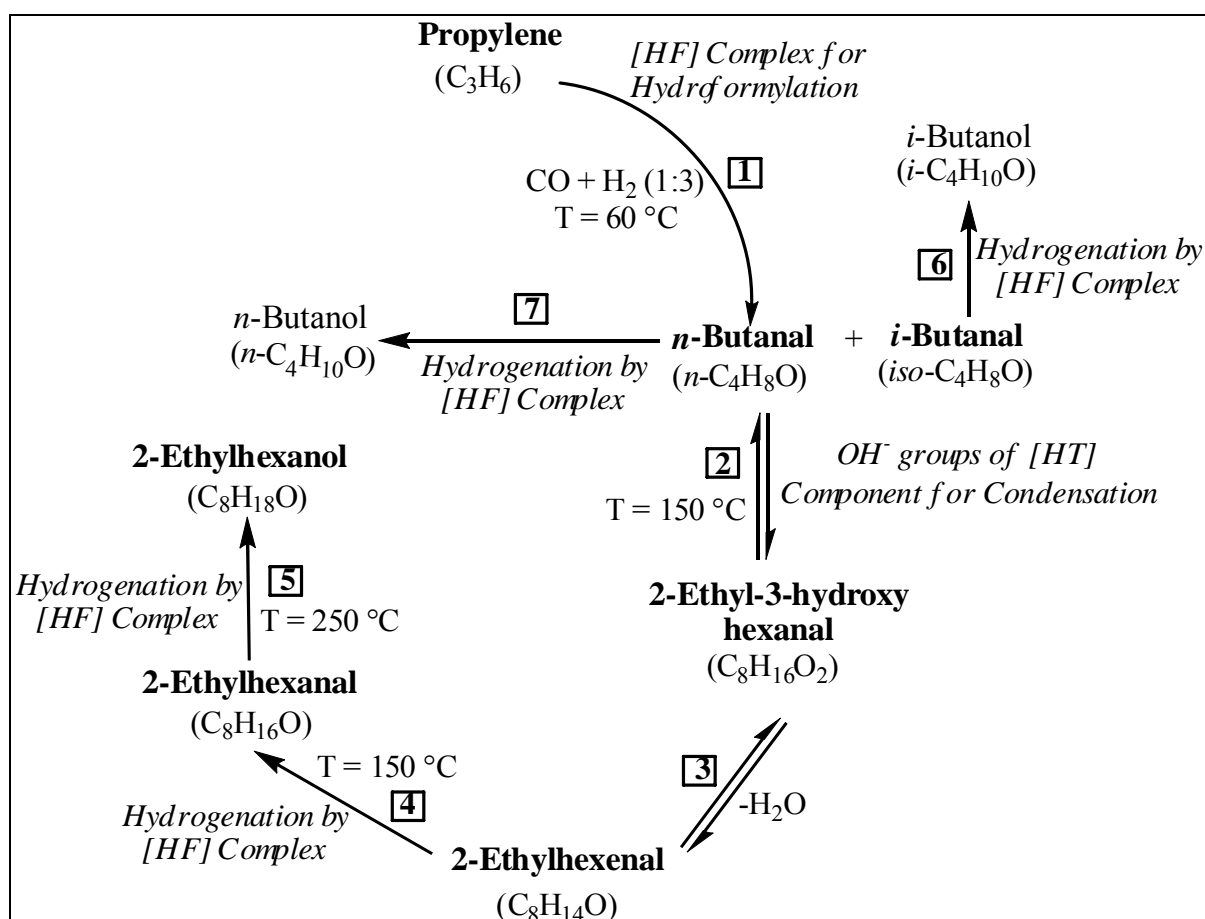 Propylene
(C₃H₆)
[HF] Complex for
Hydroformylation
CO + H₂ (1:3)
T = 60 °C
1
i-Butanol
(i-C₄H₁₀O)
6
Hydrogenation by
[HF] Complex
7
n-Butanol
(n-C₄H₁₀O)
Hydrogenation by
[HF] Complex
n-Butanal + i-Butanal
(n-C₄H₈O) (iso-C₄H₈O)
2
T = 150 °C
OH⁻ groups of [HT]
Component for Condensation
2-Ethylhexanol
(C₈H₁₈O)
Hydrogenation by
[HF] Complex
5
T = 250 °C
2-Ethyl-3-hydroxy
hexanal
(C₈H₁₆O₂)
2-Ethylhexanal
(C₈H₁₆O)
T = 150 °C
4
Hydrogenation by
[HF] Complex
3
-H₂O
2-Ethylhexenal
(C₈H₁₄O)